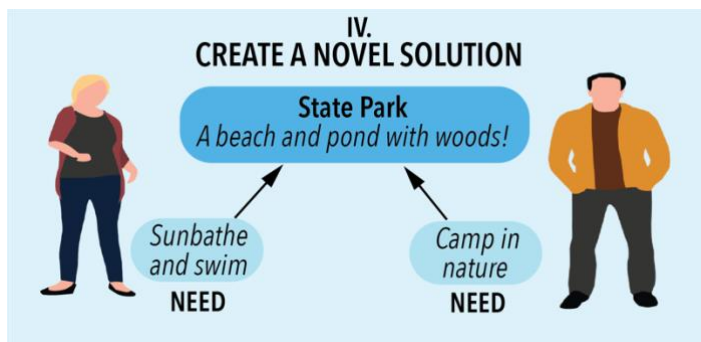 IV.
CREATE A NOVEL SOLUTION
State Park
A beach and pond with woods!
Sunbathe
and swim
NEED
Camp in
nature
NEED